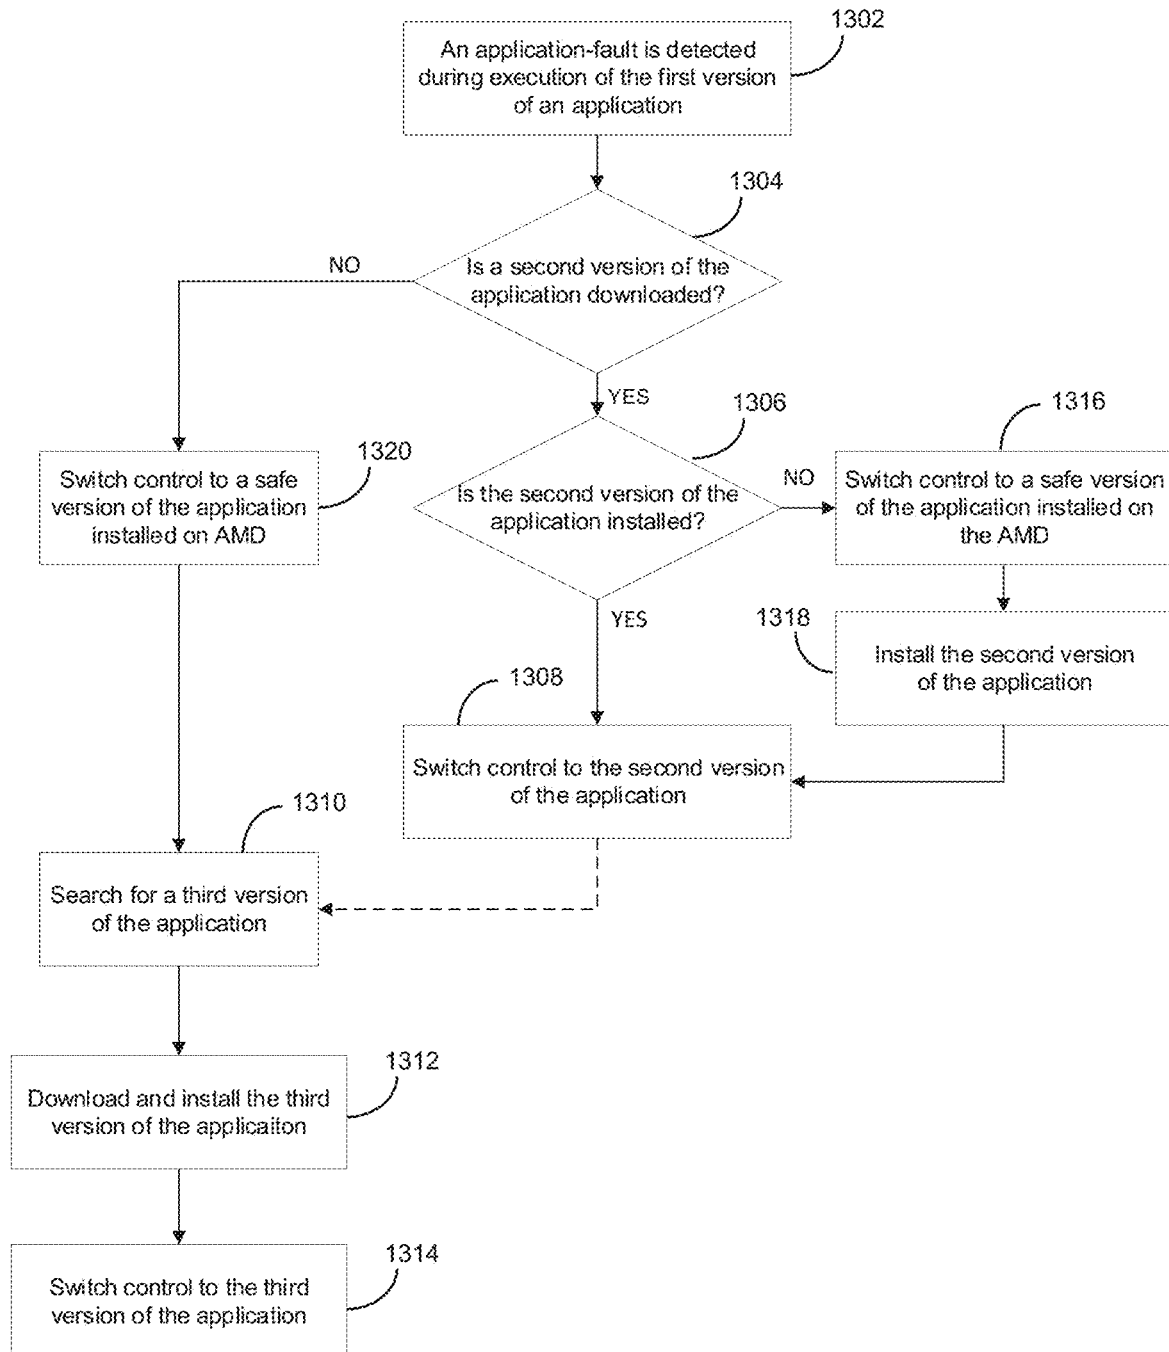 1302
An application-fault is detected
during execution of the first version
of an application
1304
NO
Is a second version of the
application downloaded?
YES
1306
1316
1320
Switch control to a safe
version of the application
installed on AMD
Is the second version of the
application installed?
NO
Switch control to a safe version
of the application installed on
the AMD
YES
1318
Install the second version
of the application
1308
Switch control to the second version
of the application
1310
Search for a third version
of the application
1312
Download and install the third
version of the applicaiton
1314
Switch control to the third
version of the application